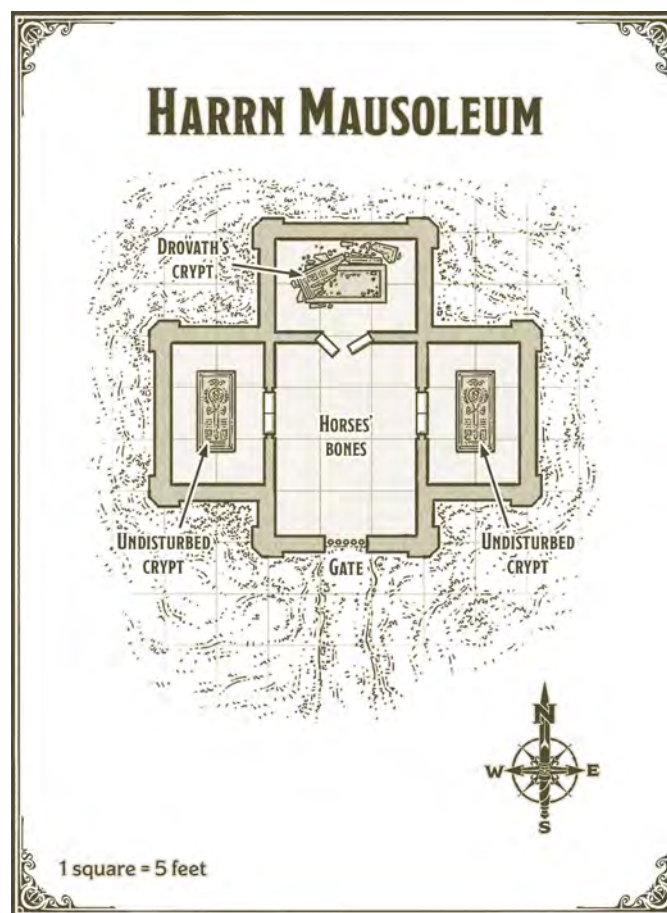 HARRN MAUSOLEUM
DROVATH'S
CRYPT
HORSES'
BONES
UNDISTURBED
CRYPT
GATE
UNDISTURBED
CRYPT
N
W
E
S
1 square = 5 feet